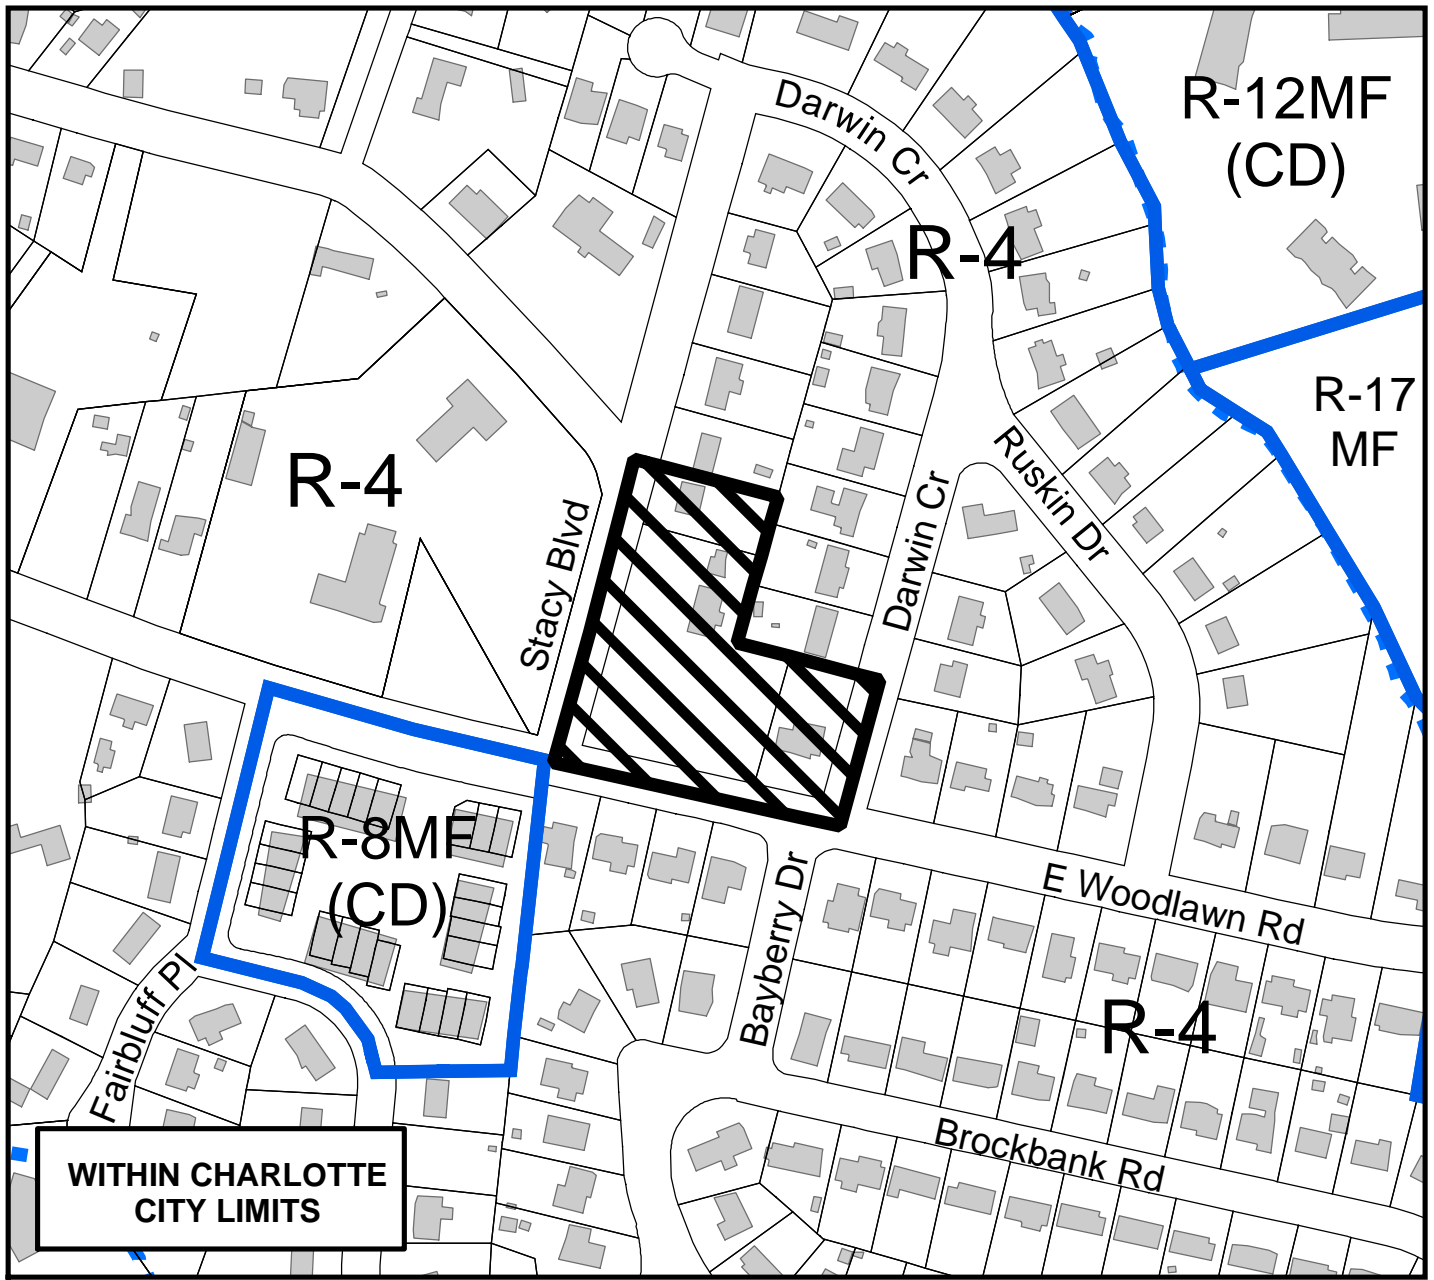 Darwin Cr
R-12MF
(CD)
R-4
R-17
MF
Ruskin Dr
R-4
Darwin Cr
Stacy Blvd
R-8MF
(CD)
E Woodlawn Rd
Bayberry Dr
Fairbluff Pl
R-4
Brockbank Rd
WITHIN CHARLOTTE
CITY LIMITS